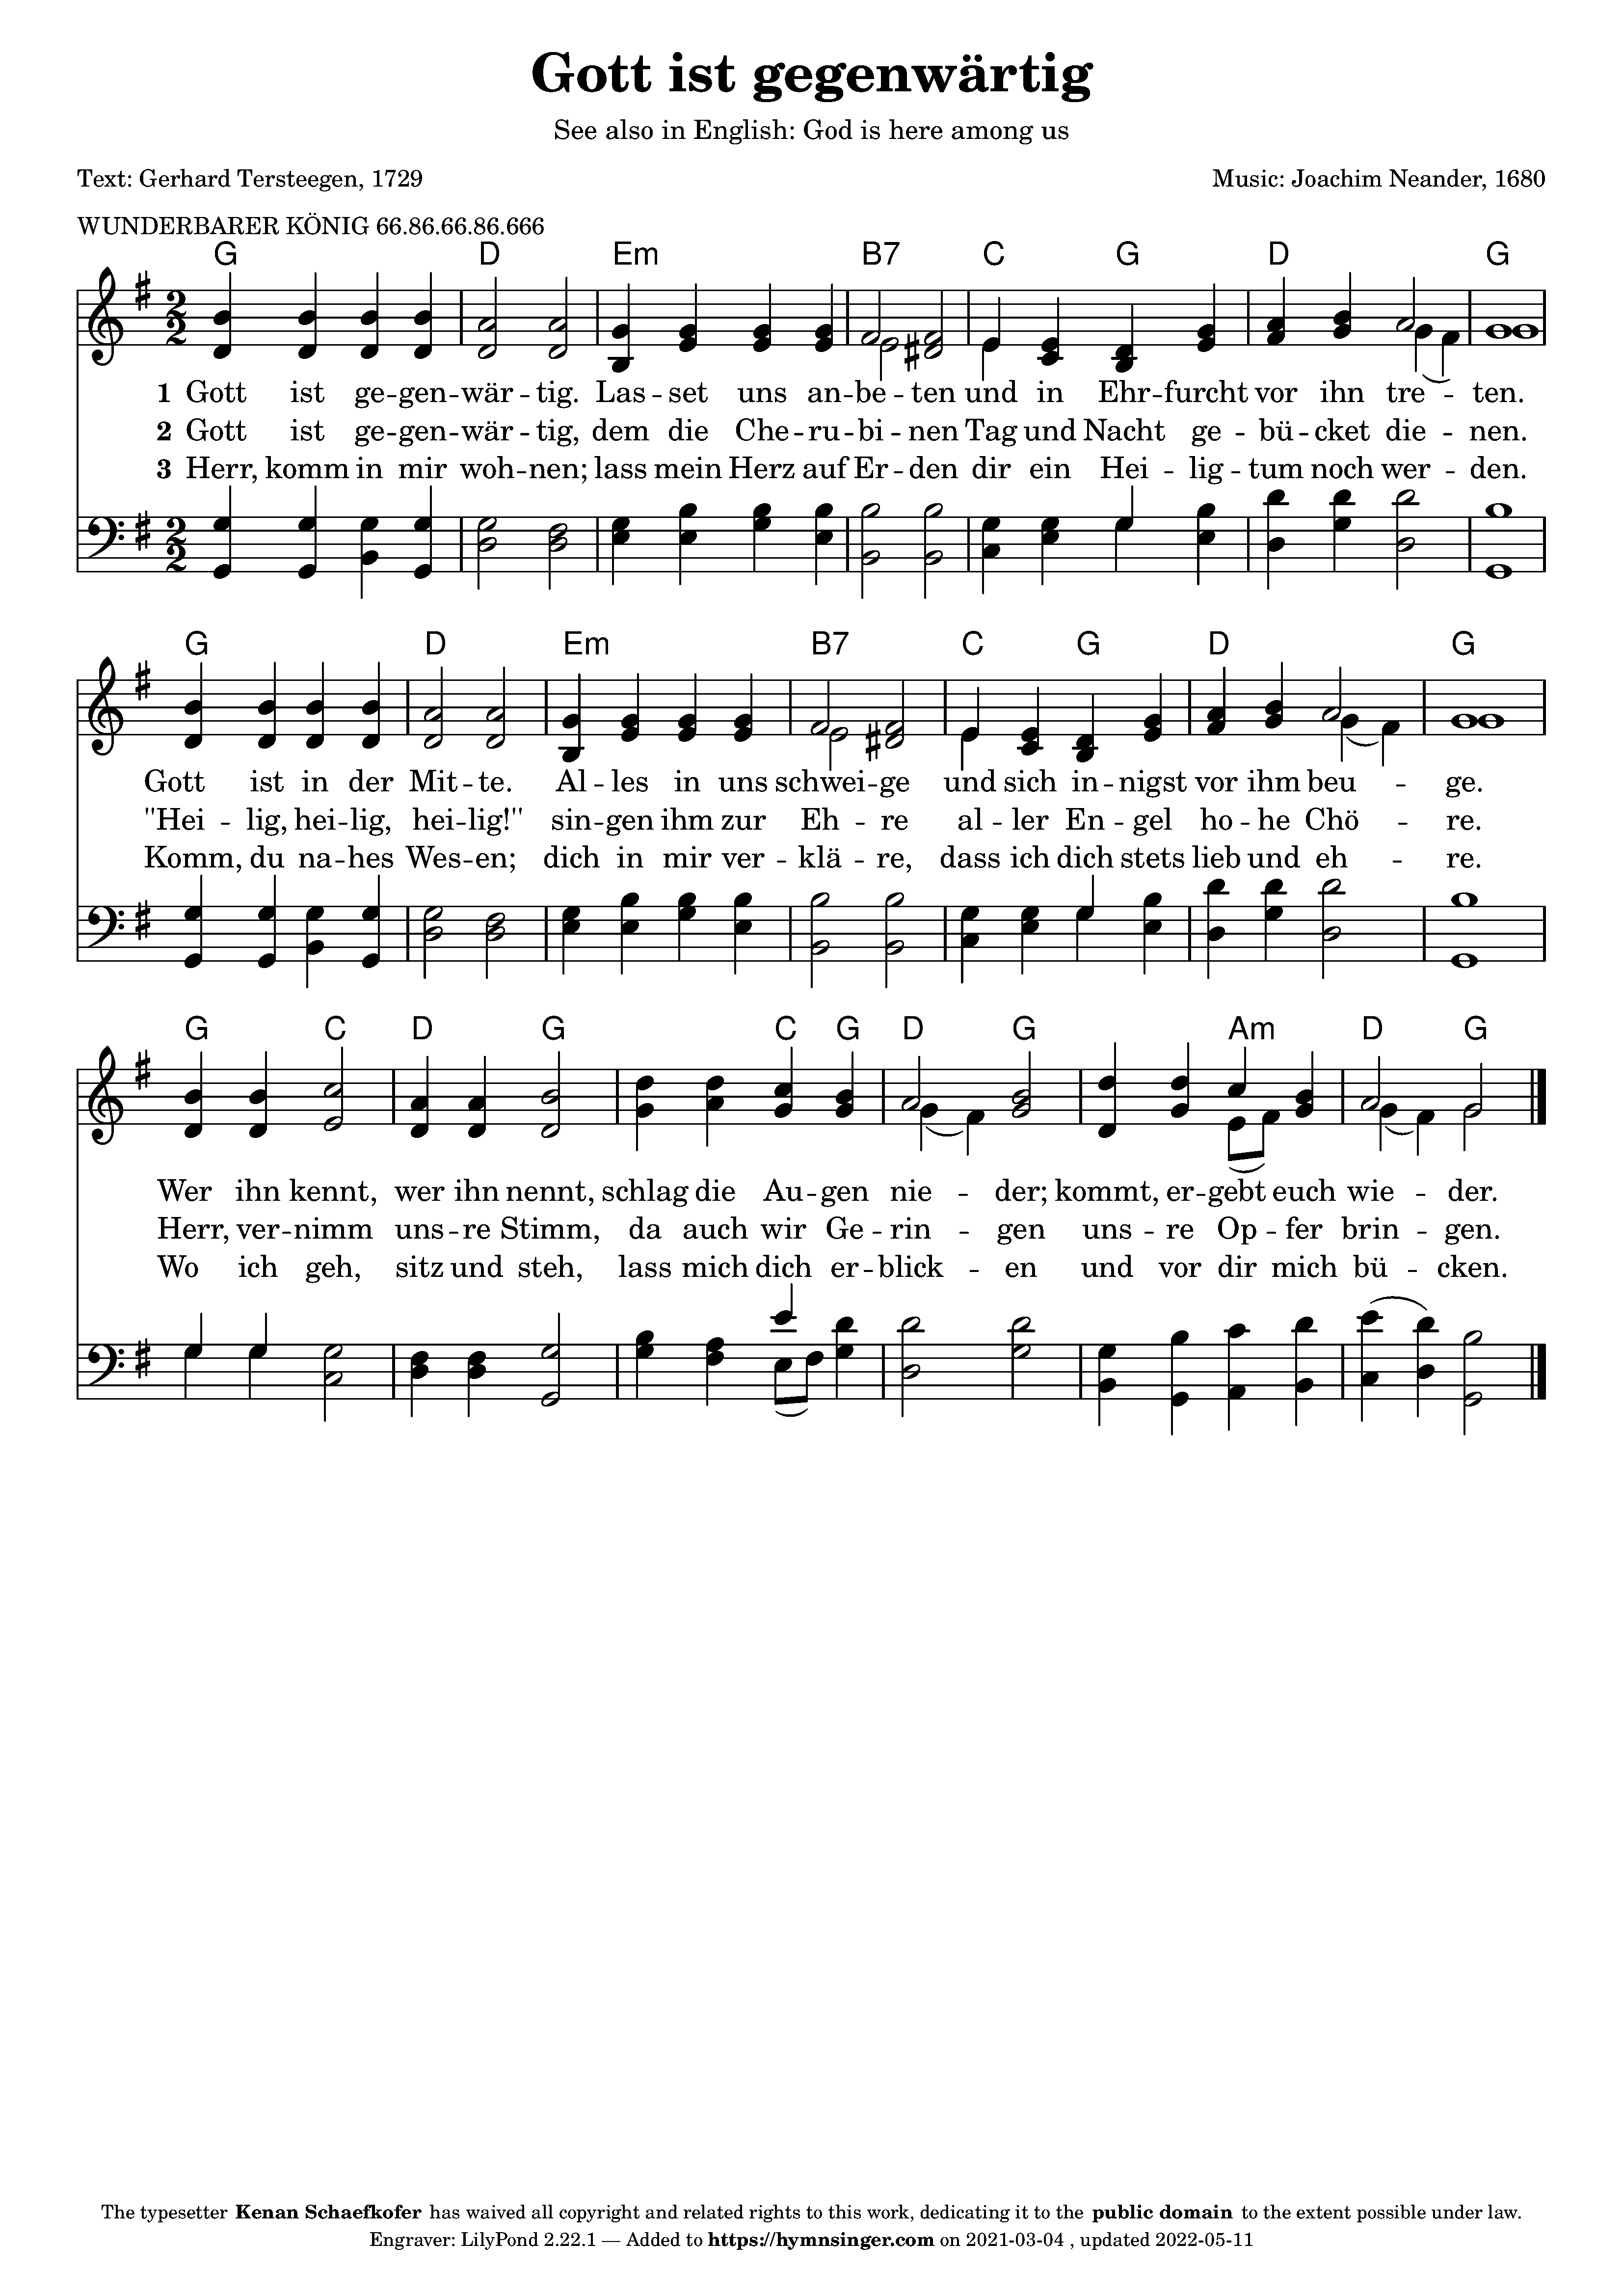 Gott ist gegenwärtig
See also in English: God is here among us
Text: Gerhard Tersteegen, 1729
Music: Joachim Neander, 1680
WUNDERBARER KÖNIG 66.86.66.86.666
G D Em B7 C G D G
2 2
1 Gott ist ge -- gen -- wär -- tig. Las -- set uns an -- be -- ten und in Ehr -- furcht vor ihn tre -- ten.
2 Gott ist ge -- gen -- wär -- tig, dem die Che -- ru -- bi -- nen Tag und Nacht ge -- bü -- cket die -- nen.
3 Herr, komm in mir woh -- nen; lass mein Herz auf Er -- den dir ein Hei -- lig -- tum noch wer -- den.
2 2
G D Em B7 C G D G
Gott ist in der Mit -- te. Al -- les in uns schwei -- ge und sich in -- nigst vor ihm beu -- ge.
"Hei -- lig, hei -- lig, hei -- lig!" sin -- gen ihm zur Eh -- re al -- ler En -- gel ho -- he Chö -- re.
Komm, du na -- hes Wes -- en; dich in mir ver -- klä -- re, dass ich dich stets lieb und eh -- re.
G C D G C G D G Am D G
Wer ihn kennt, wer ihn nennt, schlag die Au -- gen nie -- der; kommt, er -- gebt euch wie -- der.
Herr, ver -- nimm uns -- re Stimm, da auch wir Ge -- rin -- gen uns -- re Op -- fer brin -- gen.
Wo ich geh, sitz und steh, lass mich dich er -- blick -- en und vor dir mich bü -- cken.
The typesetter Kenan Schaefkofer has waived all copyright and related rights to this work, dedicating it to the public domain to the extent possible under law.
Engraver: LilyPond 2.22.1 — Added to https://hymnsinger.com on 2021-03-04 , updated 2022-05-11